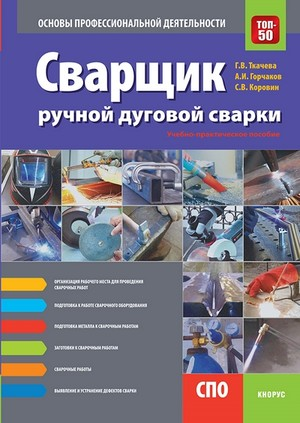 ОСНОВЫ ПРОФЕССИОНАЛЬНОЙ ДЕЯТЕЛЬНОСТИ
ТОП-
50
Г.В. Ткачева
А.И. Горчаков
С.В. Коровин
Сварщик
ручной дуговой сварки
Учебно-практическое пособие
ОРГАНИЗАЦИЯ РАБОЧЕГО МЕСТА ДЛЯ ПРОВЕДЕНИЯ
СВАРОЧНЫХ РАБОТ
ПОДГОТОВКА К РАБОТЕ СВАРОЧНОГО ОБОРУДОВАНИЯ
ПОДГОТОВКА МЕТАЛЛА К СВАРОЧНЫМ РАБОТАМ
ЗАГОТОВКИ К СВАРОЧНЫМ РАБОТАМ
СВАРОЧНЫЕ РАБОТЫ
ВЫЯВЛЕНИЕ И УСТРАНЕНИЕ ДЕФЕКТОВ СВАРКИ
СПО
КНОРУС